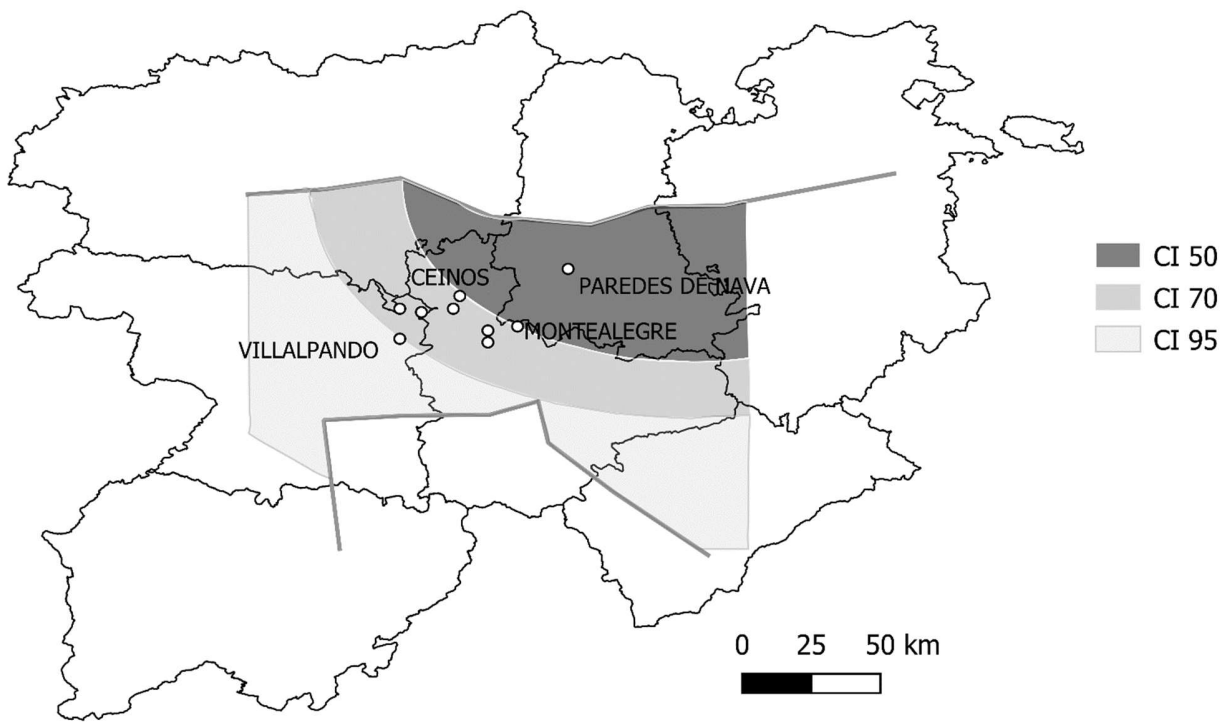 CEINOS
PAREDES DE NAVA
MONTEALEGRE
VILLALPANDO
CI 50
CI 70
CI 95
0 25 50 km